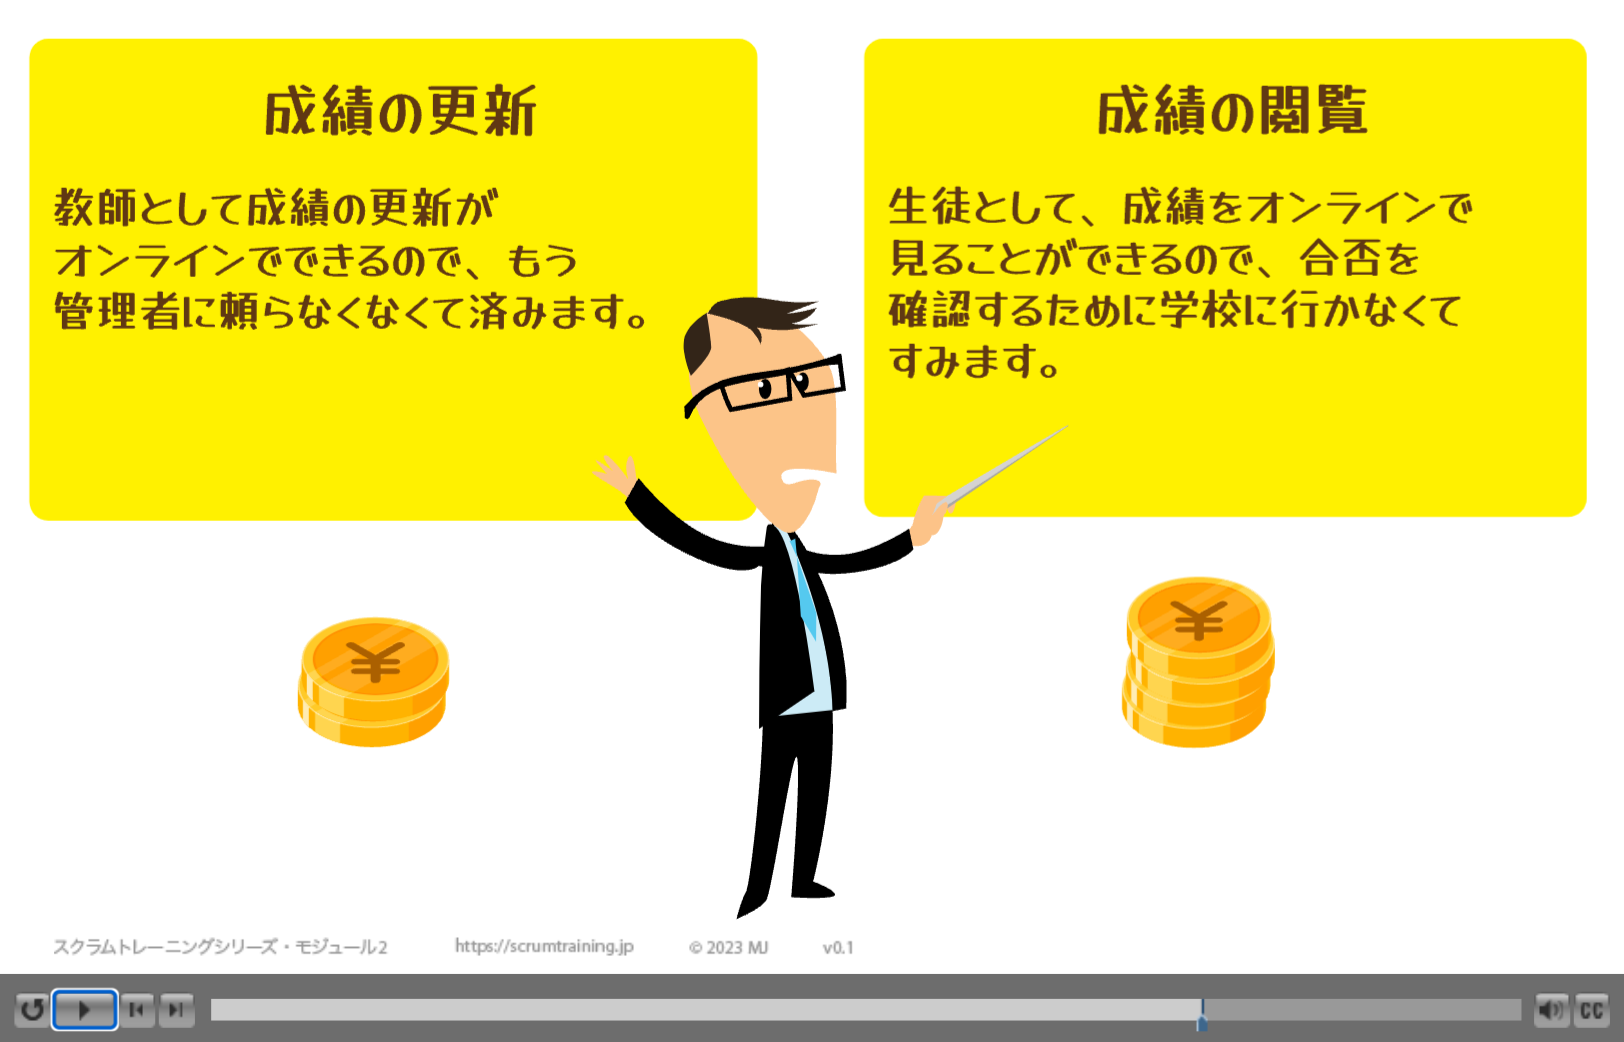 成績の更新
教師として成績の更新が
オンラインでできるので、もう
管理者に頼らなくなくて済みます。
成績の閲覧
生徒として、成績をオンラインで
見ることができるので、合否を
確認するために学校に行かなくて
すみます。
¥
¥
スクラムトレーニングシリーズ・モジュール2 https://scrumtraining.jp © 2023 MJ v0.1
CC